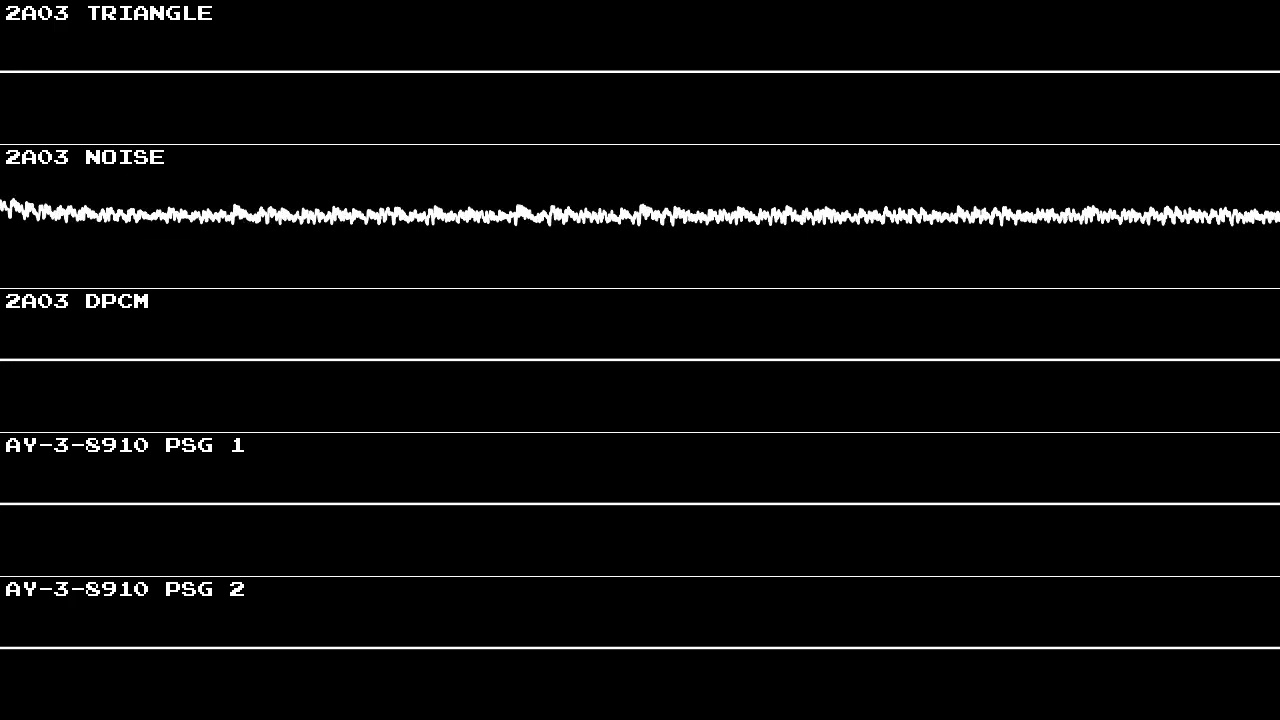 2A03 TRIANGLE
2A03 NOISE
2A03 DPCM
AY-3-8910 PSG 1
AY-3-8910 PSG 2